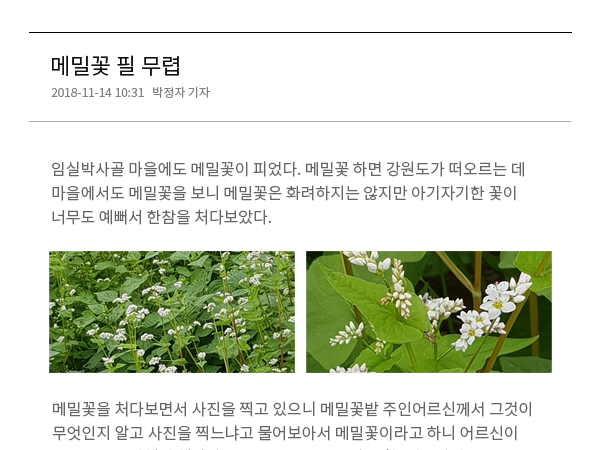 메밀꽃 필 무렵
2018-11-14 10:31 박정자 기자
임실박사골 마을에도 메밀꽃이 피었다. 메밀꽃 하면 강원도가 떠오르는 데
마을에서도 메밀꽃을 보니 메밀꽃은 화려하지는 않지만 아기자기한 꽃이
너무도 예뻐서 한참을 처다보았다.
메밀꽃을 처다보면서 사진을 찍고 있으니 메밀꽃밭 주인어르신께서 그것이
무엇인지 알고 사진을 찍느냐고 물어보아서 메밀꽃이라고 하니 어르신이